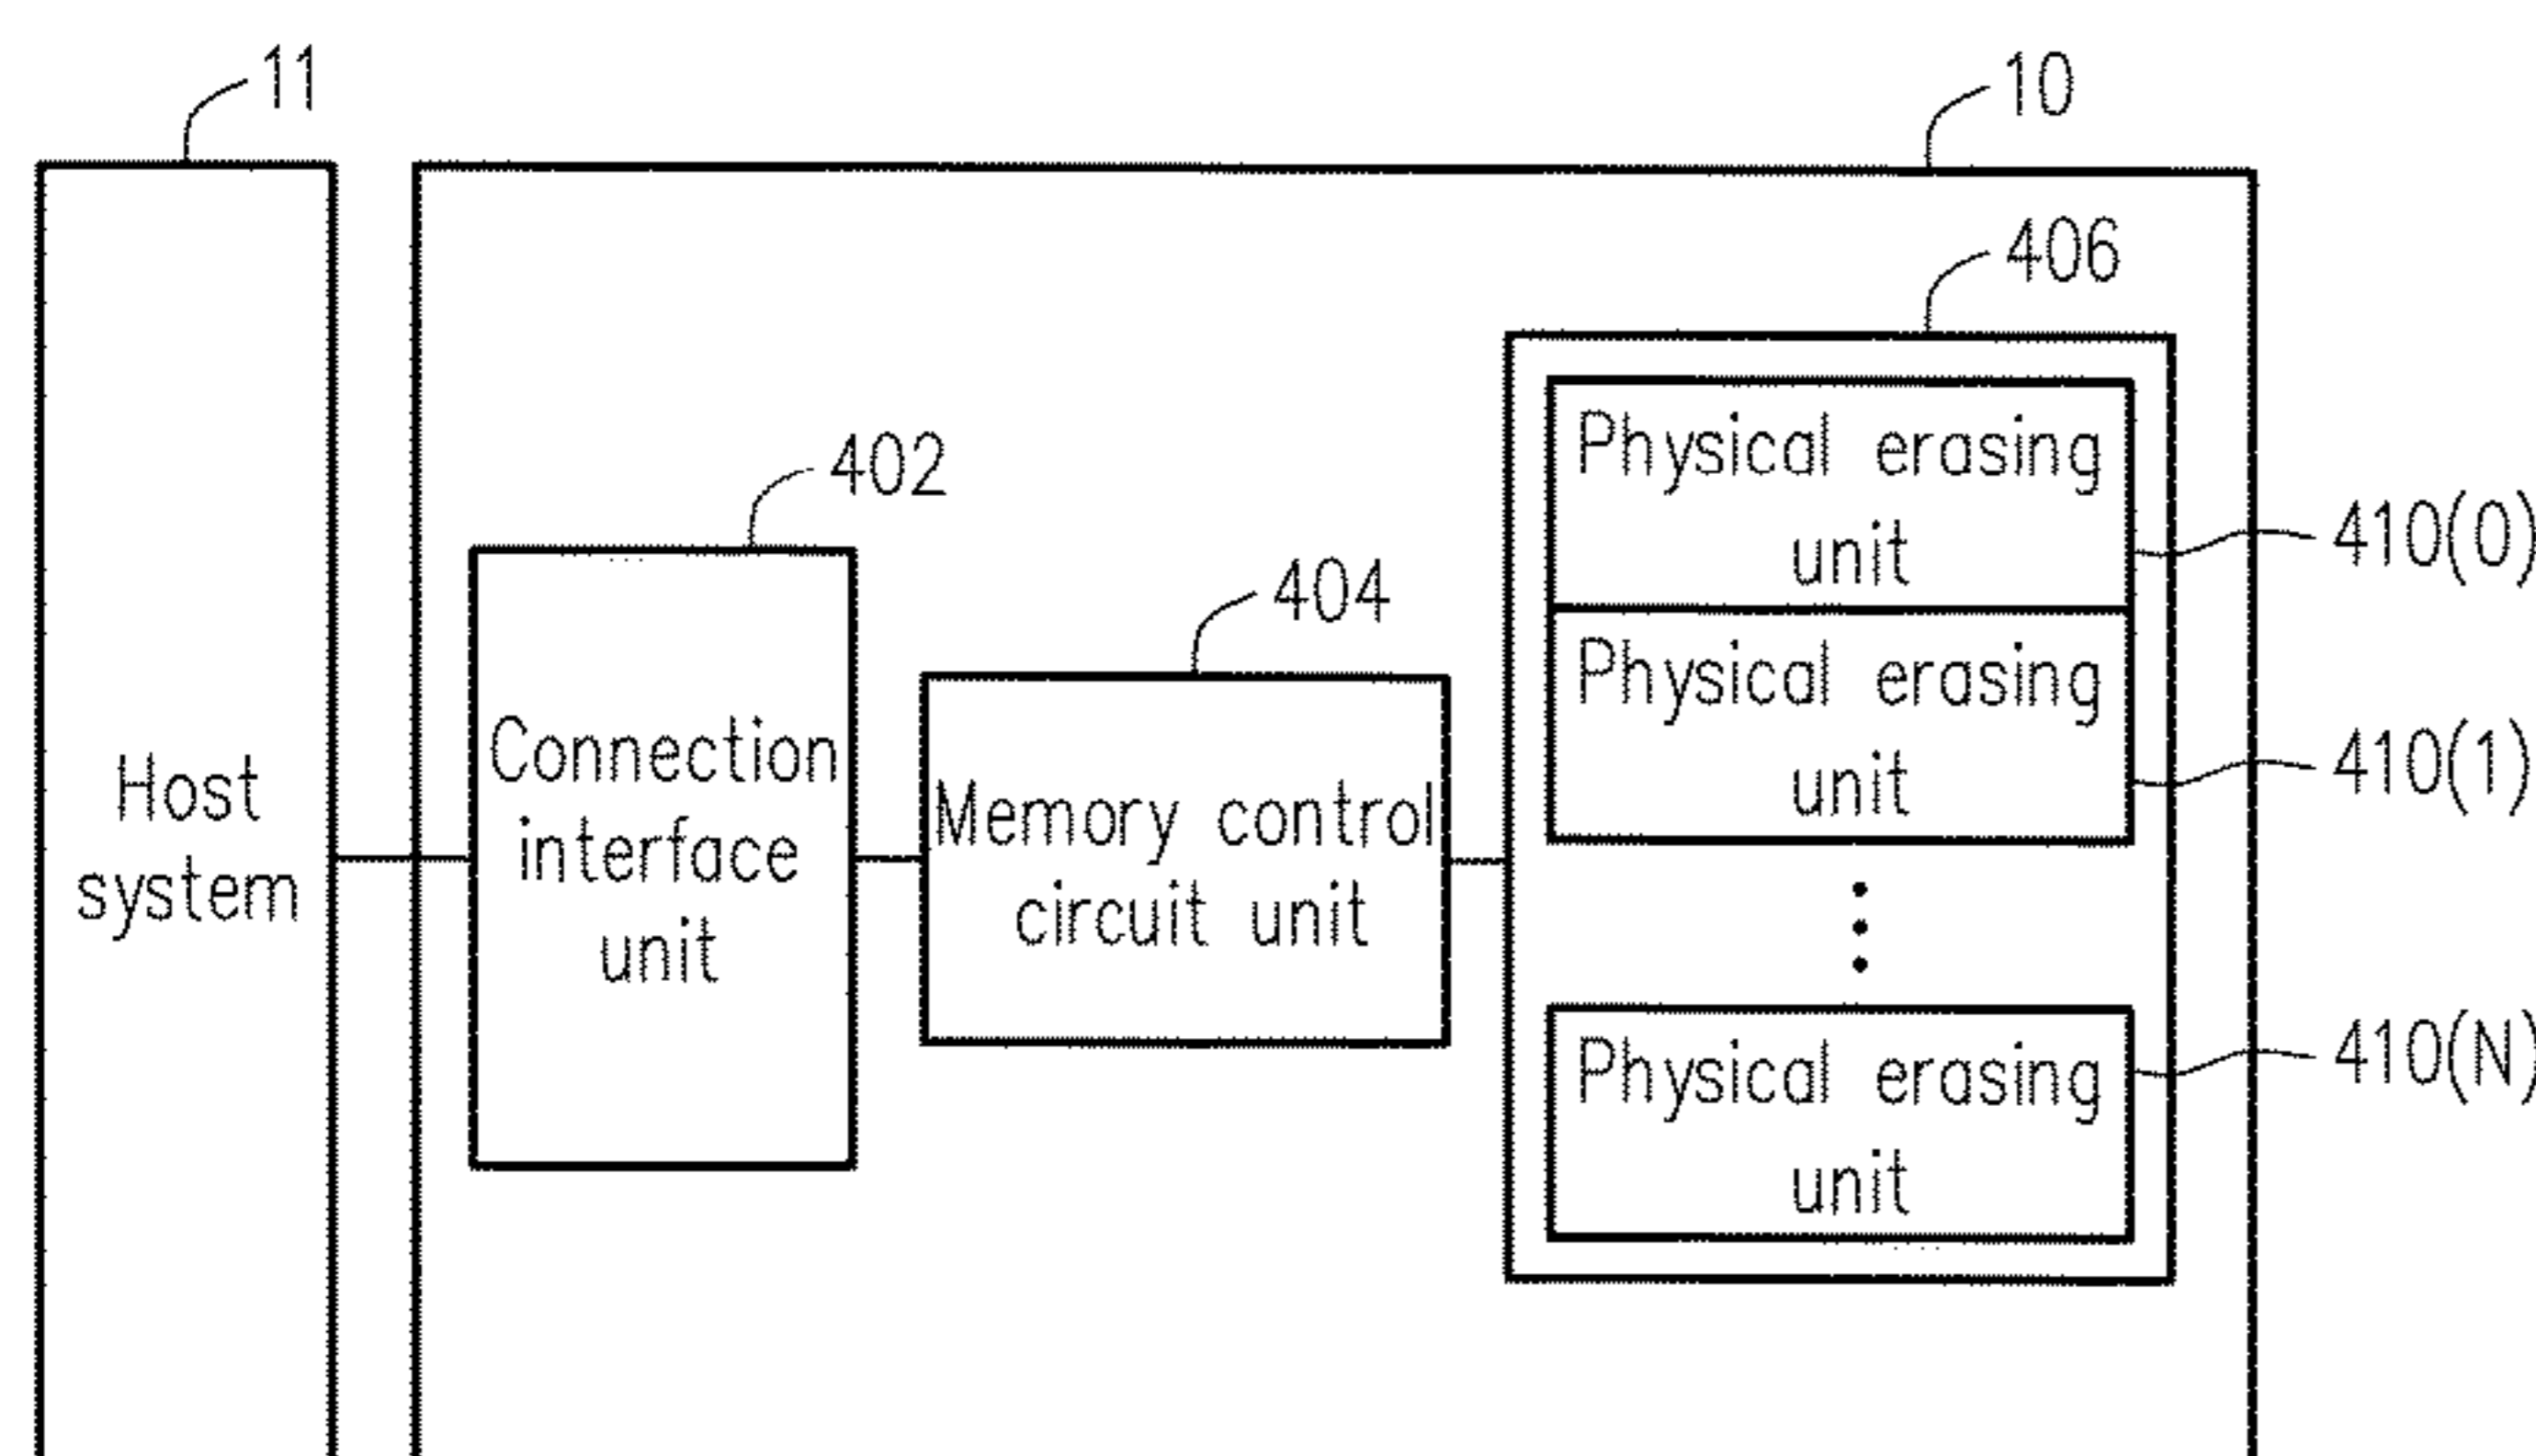 11
10
406
Physical erasing
unit
410(0)
402
404
Physical erasing
unit
410(1)
Host
system
Connection
interface
unit
Memory control
circuit unit
Physical erasing
unit
410(N)